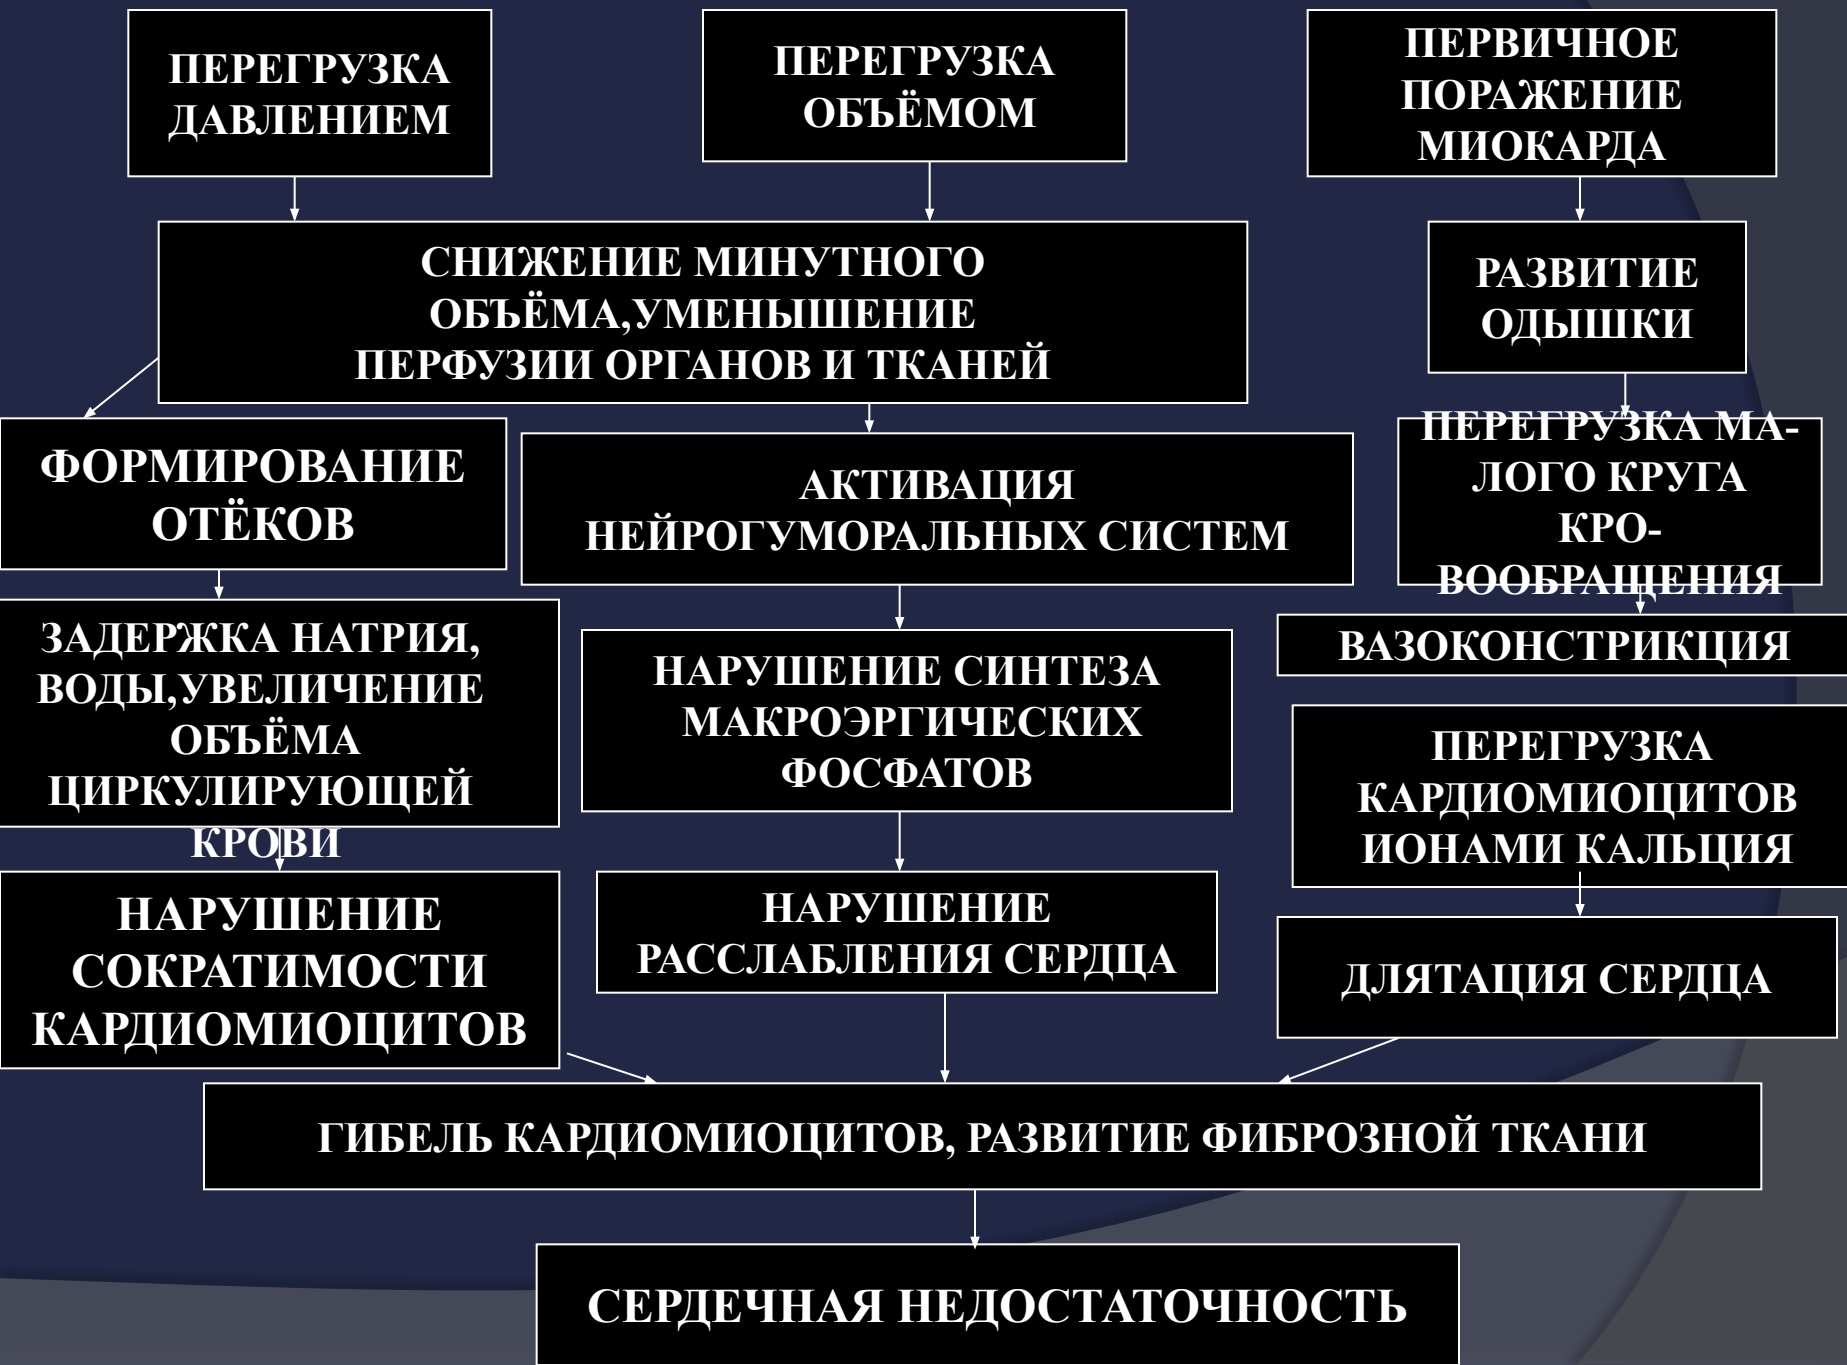 ПЕРЕГРУЗКА
ДАВЛЕНИЕМ
ПЕРЕГРУЗКА
ОБЪЁМОМ
ПЕРВИЧНОЕ
ПОРАЖЕНИЕ
МИОКАРДА
СНИЖЕНИЕ МИНУТНОГО
ОБЪЁМА,УМЕНЫШЕНИЕ
ПЕРФУЗИИ ОРГАНОВ И ТКАНЕЙ
РАЗВИТИЕ
ОДЫШКИ
ФОРМИРОВАНИЕ
ОТЁКОВ
АКТИВАЦИЯ
НЕЙРОГУМОРАЛЬНЫХ СИСТЕМ
ПЕРЕГРУЗКА МА-
ЛОГО КРУГА
КРО-
ВООБРАЩЕНИЯ
ЗАДЕРЖКА НАТРИЯ,
ВОДЫ,УВЕЛИЧЕНИЕ
ОБЪЁМА
ЦИРКУЛИРУЮЩЕЙ
КРОВИ
НАРУШЕНИЕ СИНТЕЗА
МАКРОЭРГИЧЕСКИХ
ФОСФАТОВ
ВАЗОКОНСТРИКЦИЯ
ПЕРЕГРУЗКА
КАРДИОМИОЦИТОВ
ИОНАМИ КАЛЬЦИЯ
НАРУШЕНИЕ
СОКРАТИМОСТИ
КАРДИОМИОЦИТОВ
НАРУШЕНИЕ
РАССЛАБЛЕНИЯ СЕРДЦА
ДЛЯТАЦИЯ СЕРДЦА
ГИБЕЛЬ КАРДИОМИОЦИТОВ, РАЗВИТИЕ ФИБРОЗНОЙ ТКАНИ
СЕРДЕЧНАЯ НЕДОСТАТОЧНОСТЬ